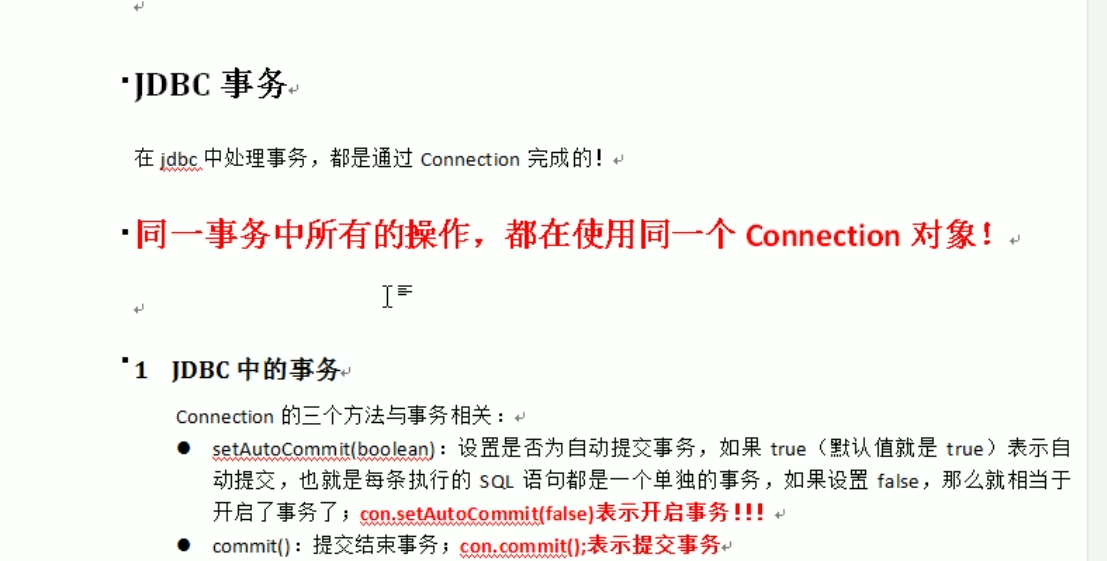 JDBC 事务
在 jdbc 中处理事务，都是通过 Connection 完成的！
同一事务中所有的操作，都在使用同一个 Connection 对象！
1 JDBC 中的事务
Connection 的三个方法与事务相关：
● setAutoCommit(boolean)：设置是否为自动提交事务，如果 true（默认值就是 true）表示自
动提交，也就是每条执行的 SQL 语句都是一个单独的事务，如果设置 false，那么就相当于
开启了事务了；con.setAutoCommit(false)表示开启事务!!!
● commit()：提交结束事务；con.commit();表示提交事务